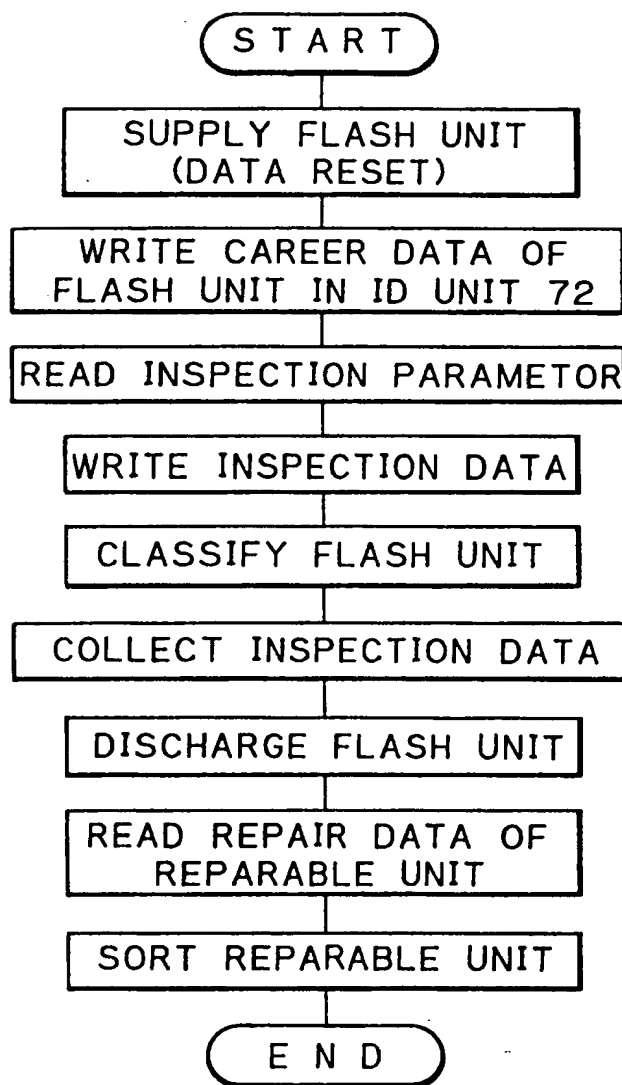 START
SUPPLY FLASH UNIT
(DATA RESET)
WRITE CAREER DATA OF
FLASH UNIT IN ID UNIT 72
READ INSPECTION PARAMETOR
WRITE INSPECTION DATA
CLASSIFY FLASH UNIT
COLLECT INSPECTION DATA
DISCHARGE FLASH UNIT
READ REPAIR DATA OF
REPARABLE UNIT
SORT REPARABLE UNIT
END